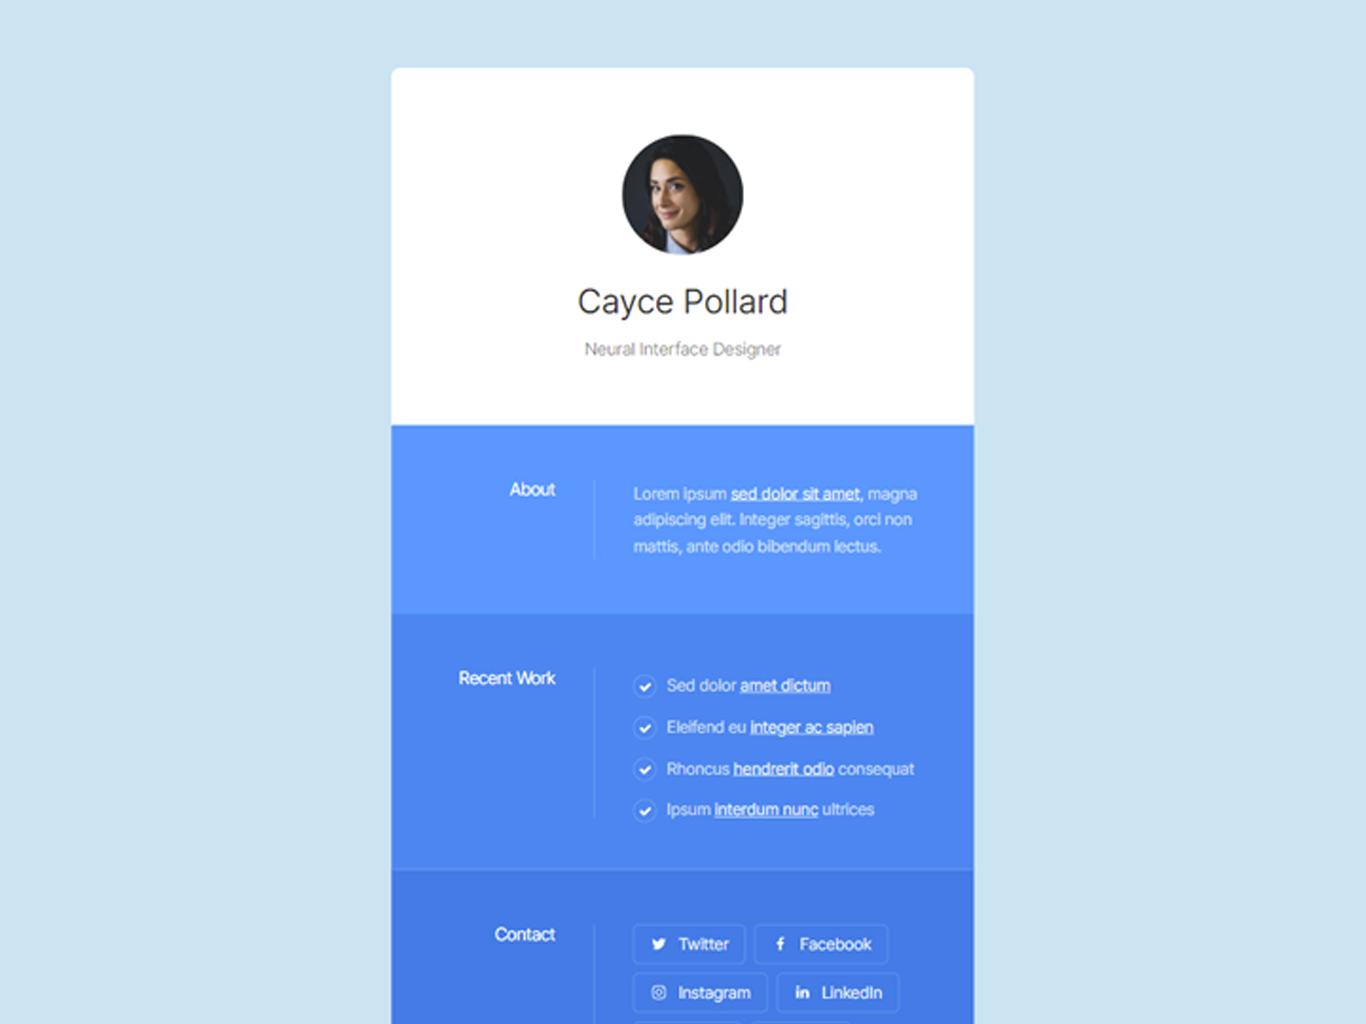 Cayce Pollard
Neural Interface Designer
About
Lorem ipsum sed dolor sit amet, magna
adipiscing elit. Integer sagittis, orci non
mattis, ante odio bibendum lectus.
Recent Work
Sed dolor amet dictum
Eleifend eu integer ac sapien
Rhoncus hendrerit odio consequat
Ipsum interdum nunc ultrices
Contact
Twitter
Facebook
Instagram
LinkedIn